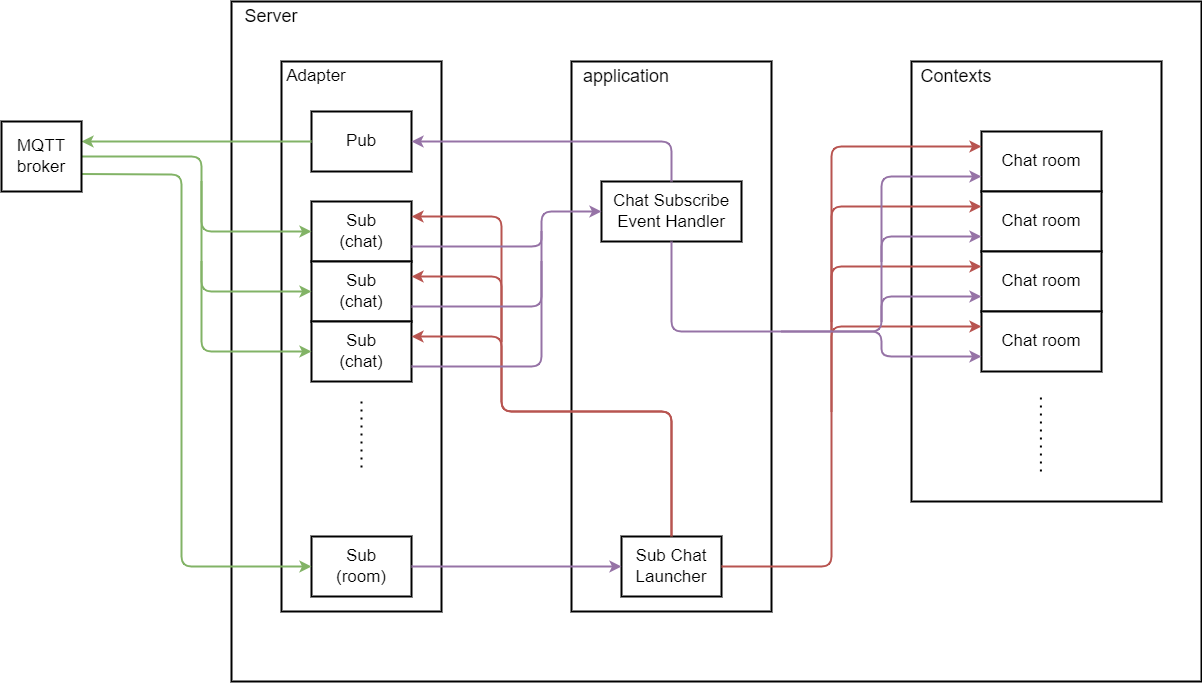 Server
Adapter
application
Contexts
MQTT
broker
Pub
Chat Subscribe
Event Handler
Sub
(chat)
Sub
(chat)
Sub
(chat)
Chat room
Chat room
Chat room
Chat room
Sub
(room)
Sub Chat
Launcher